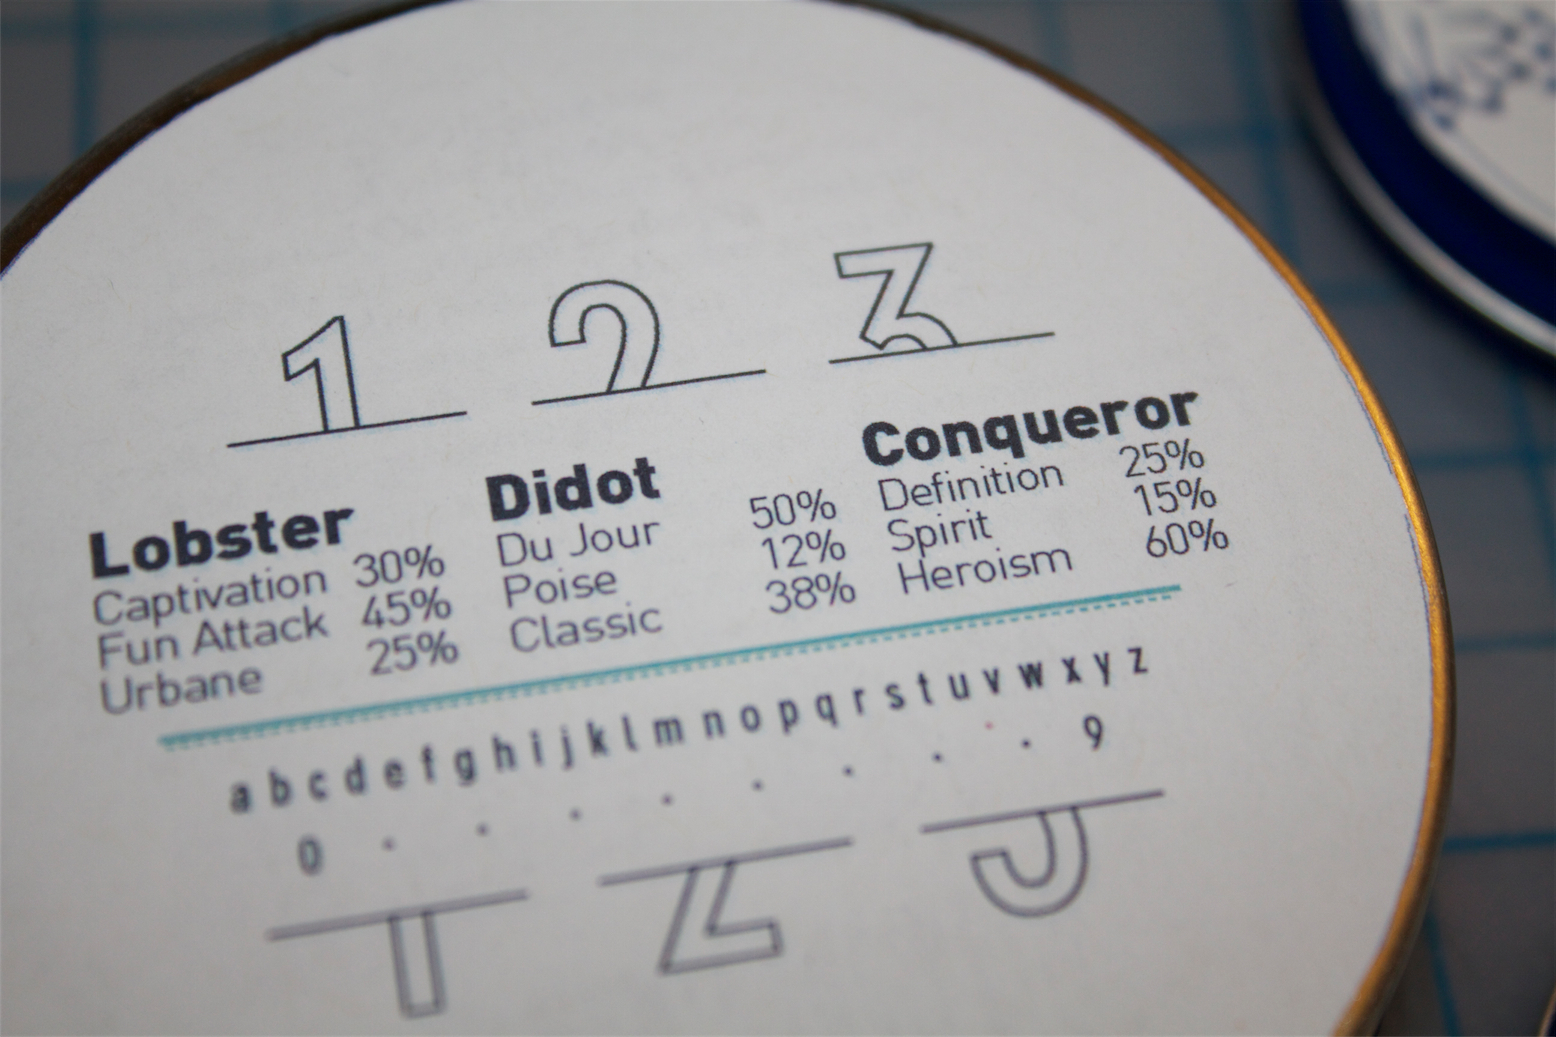 1 2 3
Lobster
Captivation 30%
Fun Attack 45%
Urbane 25%
Didot
Du Jour 50%
Poise 12%
Classic 38%
Conqueror
Definition 25%
Spirit 15%
Heroism 60%
a b c d e f g h i j k l m n o p q r s t u v w x y z
0 . . . . . . . . 9